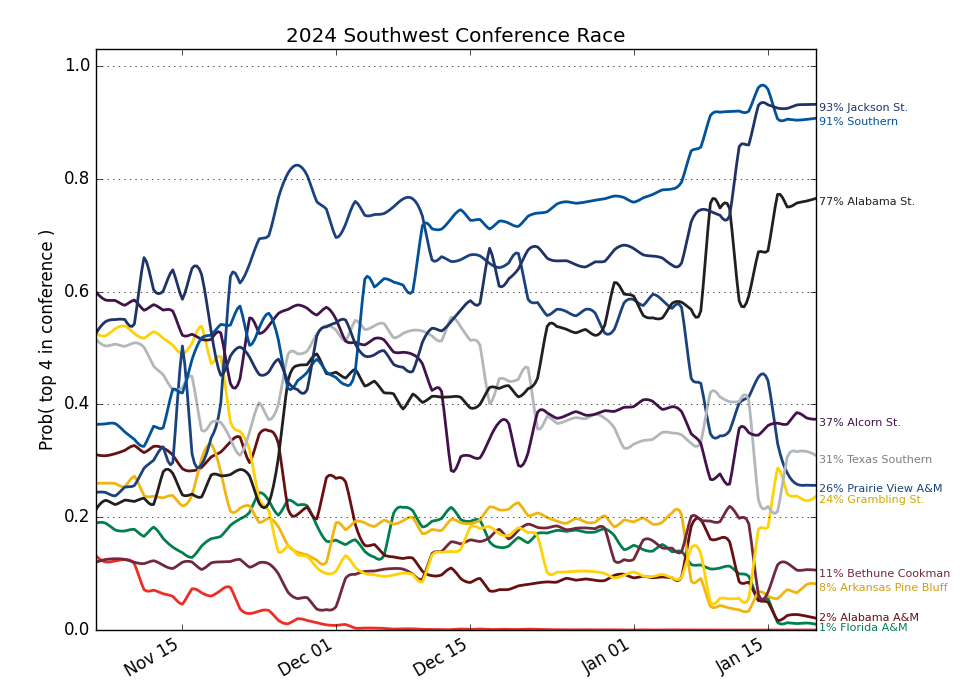 2024 Southwest Conference Race
Prob( top 4 in conference )
1.0
0.8
0.6
0.4
0.2
0.0
Nov 15
Dec 01
Dec 15
Jan 01
Jan 15
93% Jackson St.
91% Southern
77% Alabama St.
37% Alcorn St.
31% Texas Southern
26% Prairie View A&M
24% Grambling St.
11% Bethune Cookman
8% Arkansas Pine Bluff
2% Alabama A&M
1% Florida A&M